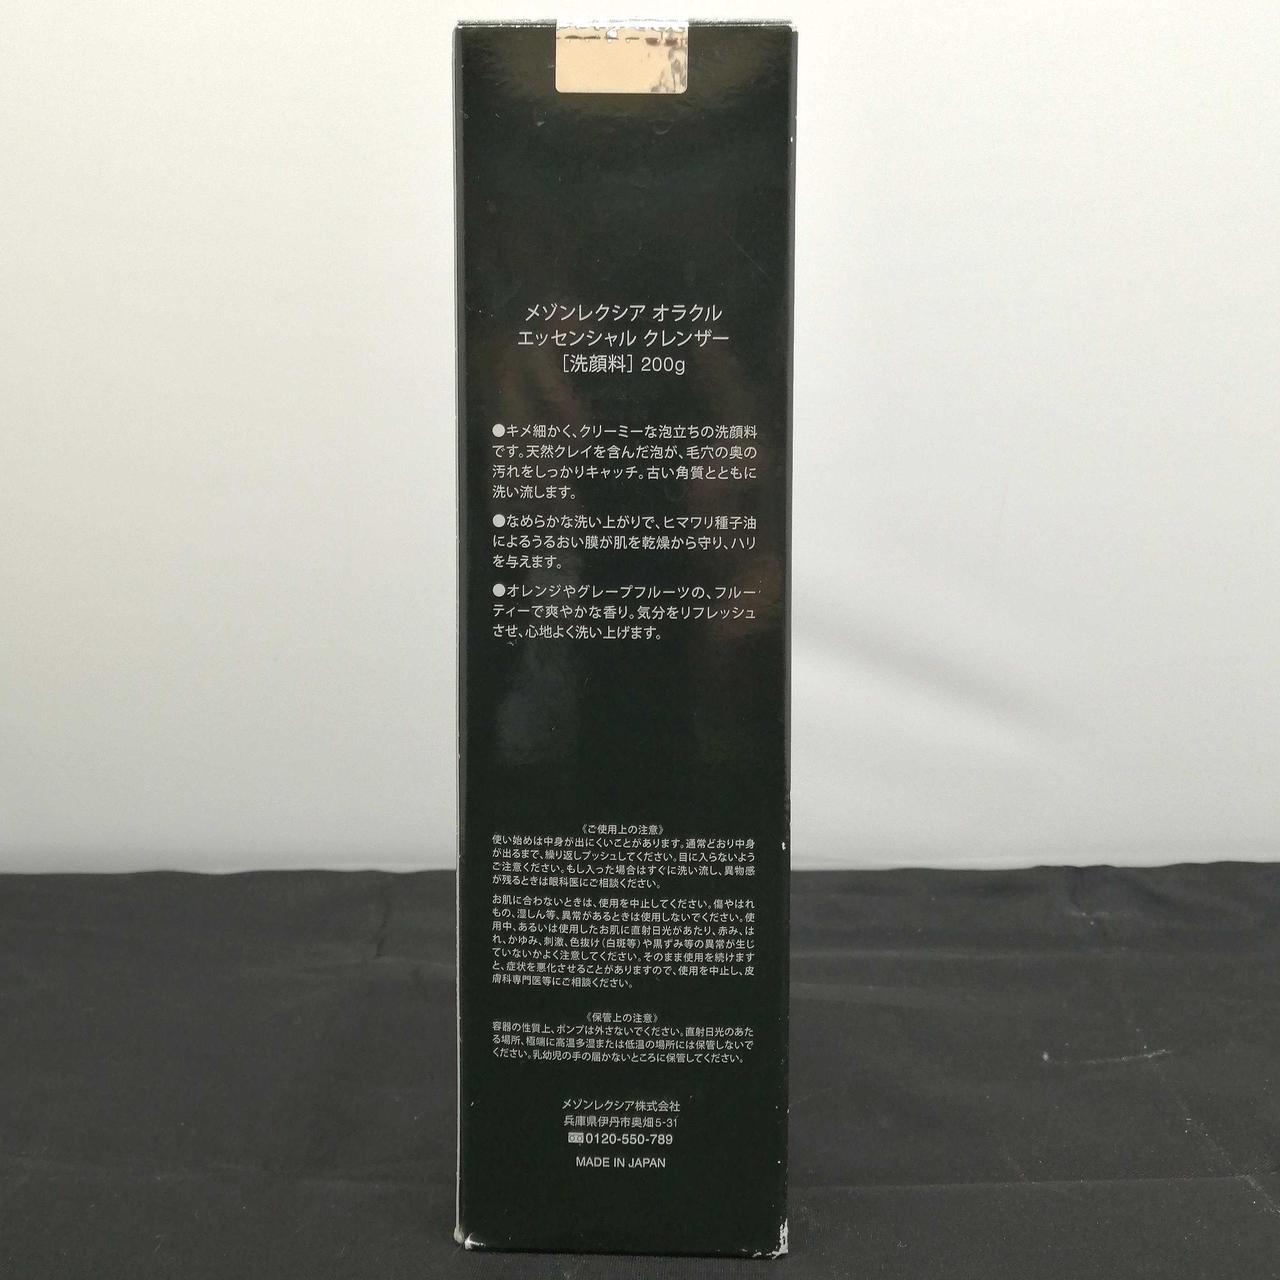 メゾンレクシア オラクル
エッセンシャル クレンザー
［洗顔料］200g
●キメ細かく、クリーミーな泡立ちの洗顔料
です。天然クレイを含んだ泡が、毛穴の奥の
汚れをしっかりキャッチ。古い角質とともに
洗い流します。
●なめらかな洗い上がりで、ヒマワリ種子油
によるうるおい膜が肌を乾燥から守り、ハリ
を与えます。
●オレンジやグレープフルーツの、フルー
ティーで爽やかな香り。気分をリフレッシュ
させ、心地よく洗い上げます。
《ご使用上の注意》
使い始めは中身が出にくいことがあります。通常どおり中身
が出るまで、繰り返しプッシュしてください。目に入らないよう
ご注意ください。もし入った場合はすぐに洗い流し、異物感
が残るときは眼科医にご相談ください。
お肌に合わないときは、使用を中止してください。傷やはれ
もの、湿しん等、異常があるときは使用しないでください。使
用中、あるいは使用したお肌に直射日光があたり、赤み、は
れ、かゆみ、刺激、色抜け（白斑等）や黒ずみ等の異常が生じ
ていないかよく注意してください。そのまま使用を続けます
と、症状を悪化させることがありますので、使用を中止し、皮
膚科専門医等にご相談ください。
《保管上の注意》
容器の性質上、ポンプは外さないでください。直射日光のあた
る場所、極端に高温多湿または低温の場所には保管しないで
ください。乳幼児の手の届かないところに保管してください。
メゾンレクシア株式会社
兵庫県伊丹市奥畑5-31
0120-550-789
MADE IN JAPAN